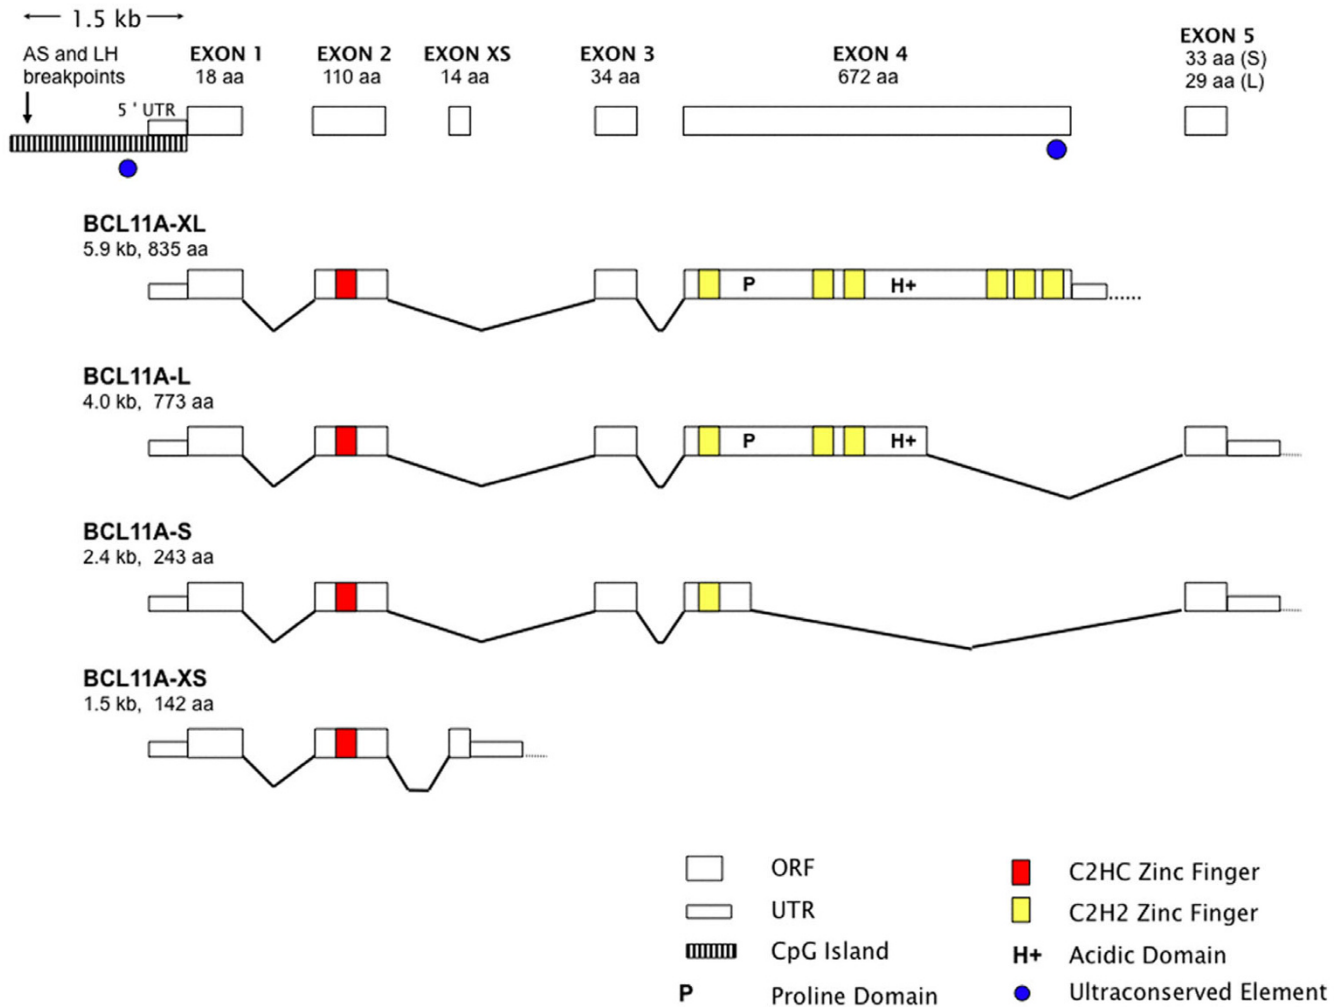 1.5 kb
AS and LH
breakpoints
5 ' UTR
EXON 1
18 aa
EXON 2
110 aa
EXON XS
14 aa
EXON 3
34 aa
EXON 4
672 aa
EXON 5
33 aa (S)
29 aa (L)
BCL11A-XL
5.9 kb, 835 aa
P
H+
BCL11A-L
4.0 kb, 773 aa
P
H+
BCL11A-S
2.4 kb, 243 aa
BCL11A-XS
1.5 kb, 142 aa
ORF
UTR
CpG Island
P Proline Domain
C2HC Zinc Finger
C2H2 Zinc Finger
H+ Acidic Domain
Ultraconserved Element